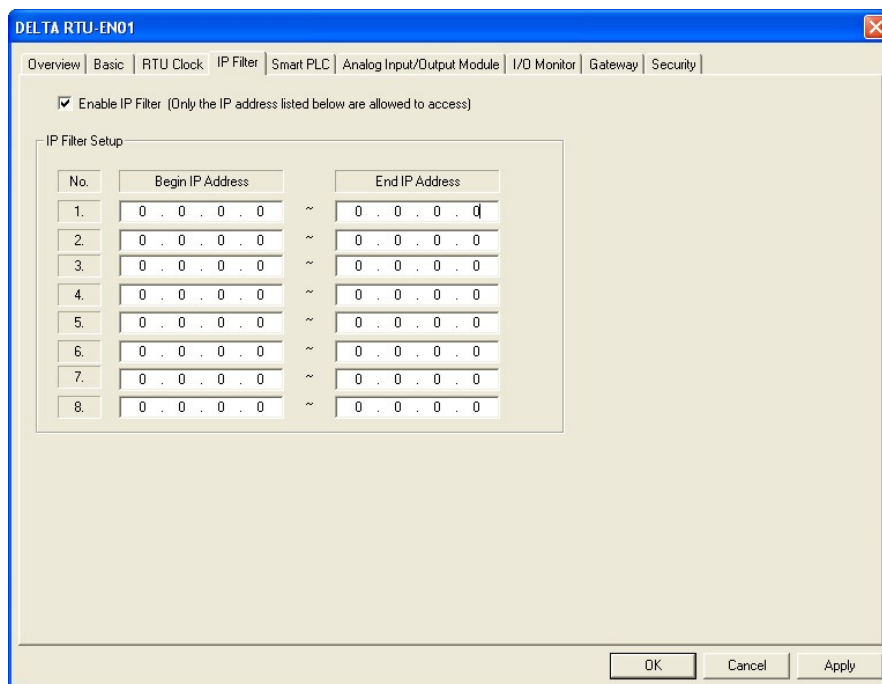 DELTA RTU-EN01
Overview Basic RTU Clock IP Filter Smart PLC Analog Input/Output Module I/O Monitor Gateway Security
Enable IP Filter (Only the IP address listed below are allowed to access)
IP Filter Setup
No. Begin IP Address End IP Address
1. 0 . 0 . 0 . 0 ~ 0 . 0 . 0 . 0
2. 0 . 0 . 0 . 0 ~ 0 . 0 . 0 . 0
3. 0 . 0 . 0 . 0 ~ 0 . 0 . 0 . 0
4. 0 . 0 . 0 . 0 ~ 0 . 0 . 0 . 0
5. 0 . 0 . 0 . 0 ~ 0 . 0 . 0 . 0
6. 0 . 0 . 0 . 0 ~ 0 . 0 . 0 . 0
7. 0 . 0 . 0 . 0 ~ 0 . 0 . 0 . 0
8. 0 . 0 . 0 . 0 ~ 0 . 0 . 0 . 0
OK Cancel Apply